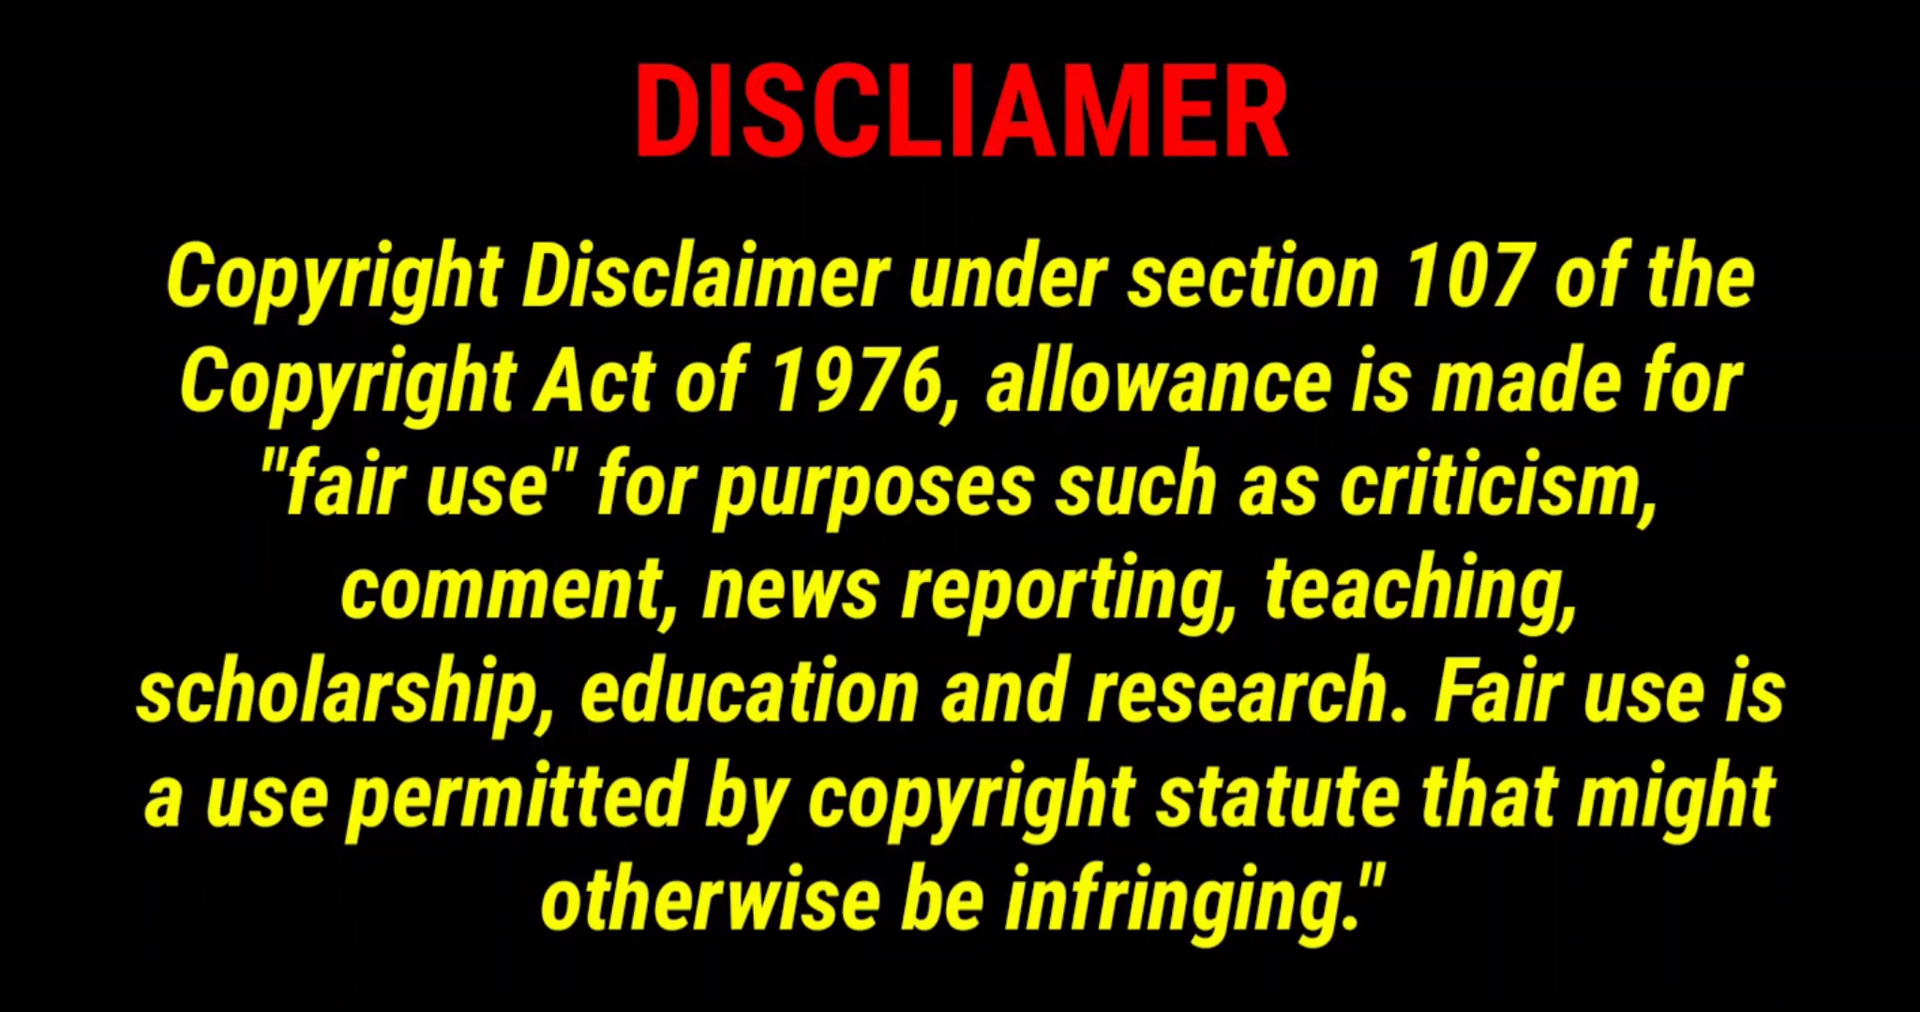 DISCLIAMER
Copyright Disclaimer under section 107 of the
Copyright Act of 1976, allowance is made for
"fair use" for purposes such as criticism,
comment, news reporting, teaching,
scholarship, education and research. Fair use is
a use permitted by copyright statute that might
otherwise be infringing."